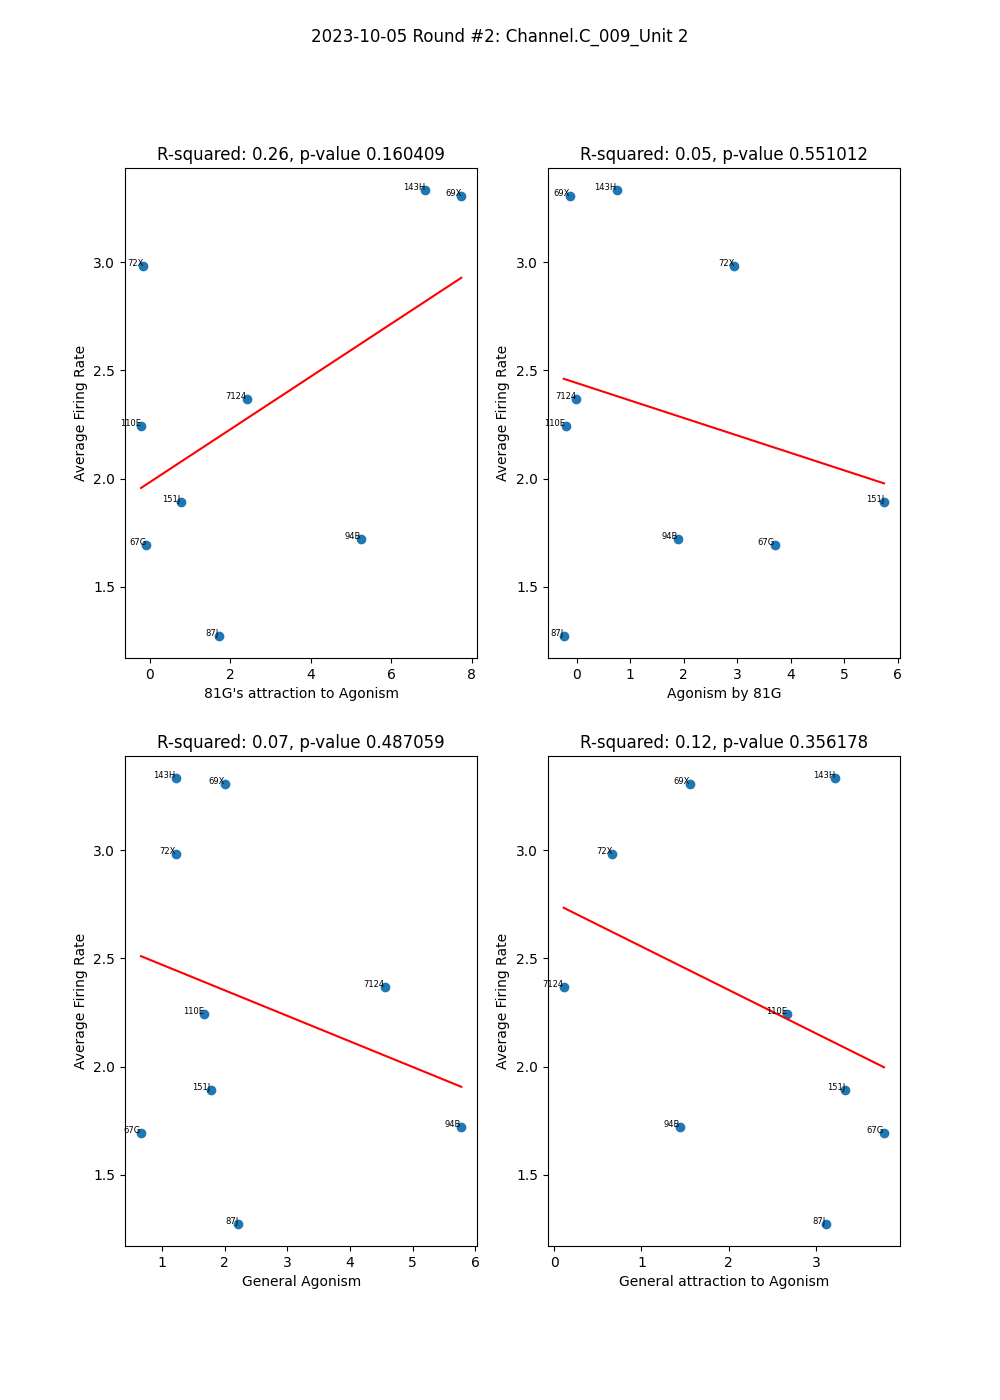 2023-10-05 Round #2: Channel.C_009_Unit 2
R-squared: 0.26, p-value 0.160409
143H
69X
72X
3.0
2.5
7124
110E
2.0
151J
67G
94B
1.5
87J
Average Firing Rate
0 2 4 6 8
81G's attraction to Agonism
R-squared: 0.05, p-value 0.551012
69X
143H
72X
3.0
2.5
7124
110E
2.0
151J
94B
67G
1.5
87J
Average Firing Rate
0 1 2 3 4 5 6
Agonism by 81G
R-squared: 0.07, p-value 0.487059
143H
69X
72X
3.0
2.5
7124
110E
2.0
151J
67G
94B
1.5
87J
Average Firing Rate
1 2 3 4 5 6
General Agonism
R-squared: 0.12, p-value 0.356178
143H
69X
72X
3.0
2.5
7124
110E
2.0
151J
94B
67G
1.5
87J
Average Firing Rate
0 1 2 3
General attraction to Agonism